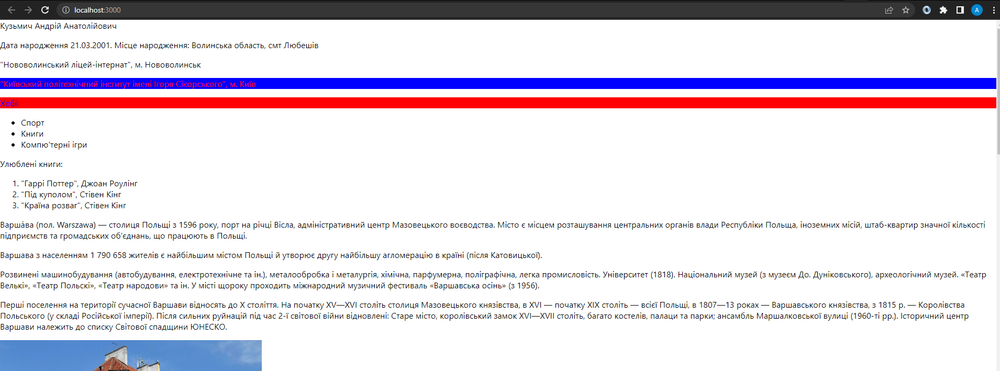 localhost:3000
A
Кузьмич Андрій Анатолійович
Дата народження 21.03.2001. Місце народження: Волинська область, смт Любешів
"Нововолинський ліцей-інтернат", м. Нововолинськ
"Київський політехнічний інститут імені Ігоря Сікорського", м. Київ
Хобі:
• Спорт
• Книги
• Компю'терні ігри
Улюблені книги:
1. "Гаррі Поттер", Джоан Роулінг
2. "Під куполом", Стівен Кінг
3. "Країна розваг", Стівен Кінг
Варша́ва (пол. Warszawa) — столиця Польщі з 1596 року, порт на річці Вісла, адміністративний центр Мазовецького воєводства. Місто є місцем розташування центральних органів влади Республіки Польща, іноземних місій, штаб-квартир значної кількості
підприємств та громадських об'єднань, що працюють в Польщі.
Варшава з населенням 1 790 658 жителів є найбільшим містом Польщі й утворює другу найбільшу агломерацію в країні (після Катовицької).
Розвинені машинобудування (автобудування, електротехнічне та ін.), металообробка і металургія, хімічна, парфумерна, поліграфічна, легка промисловість. Університет (1818). Національний музей (з музеєм До. Дуніковського), археологічний музей. «Театр
Велькі», «Театр Польскі», «Театр народови» та ін. У місті щороку проходить міжнародний музичний фестиваль «Варшавська осінь» (з 1956).
Перші поселення на території сучасної Варшави відносять до X століття. На початку XV—XVI століть столиця Мазовецького князівства, в XVI — початку XIX століть — всієї Польщі, в 1807—13 роках — Варшавського князівства, з 1815 р. — Королівства
Польського (у складі Російської імперії). Після сильних руйнацій під час 2-ї світової війни відновлені: Старе місто, королівський замок XVI—XVII століть, багато костелів, палаци та парки; ансамбль Маршалковської вулиці (1960-ті рр.). Історичний центр
Варшави належить до списку Світової спадщини ЮНЕСКО.